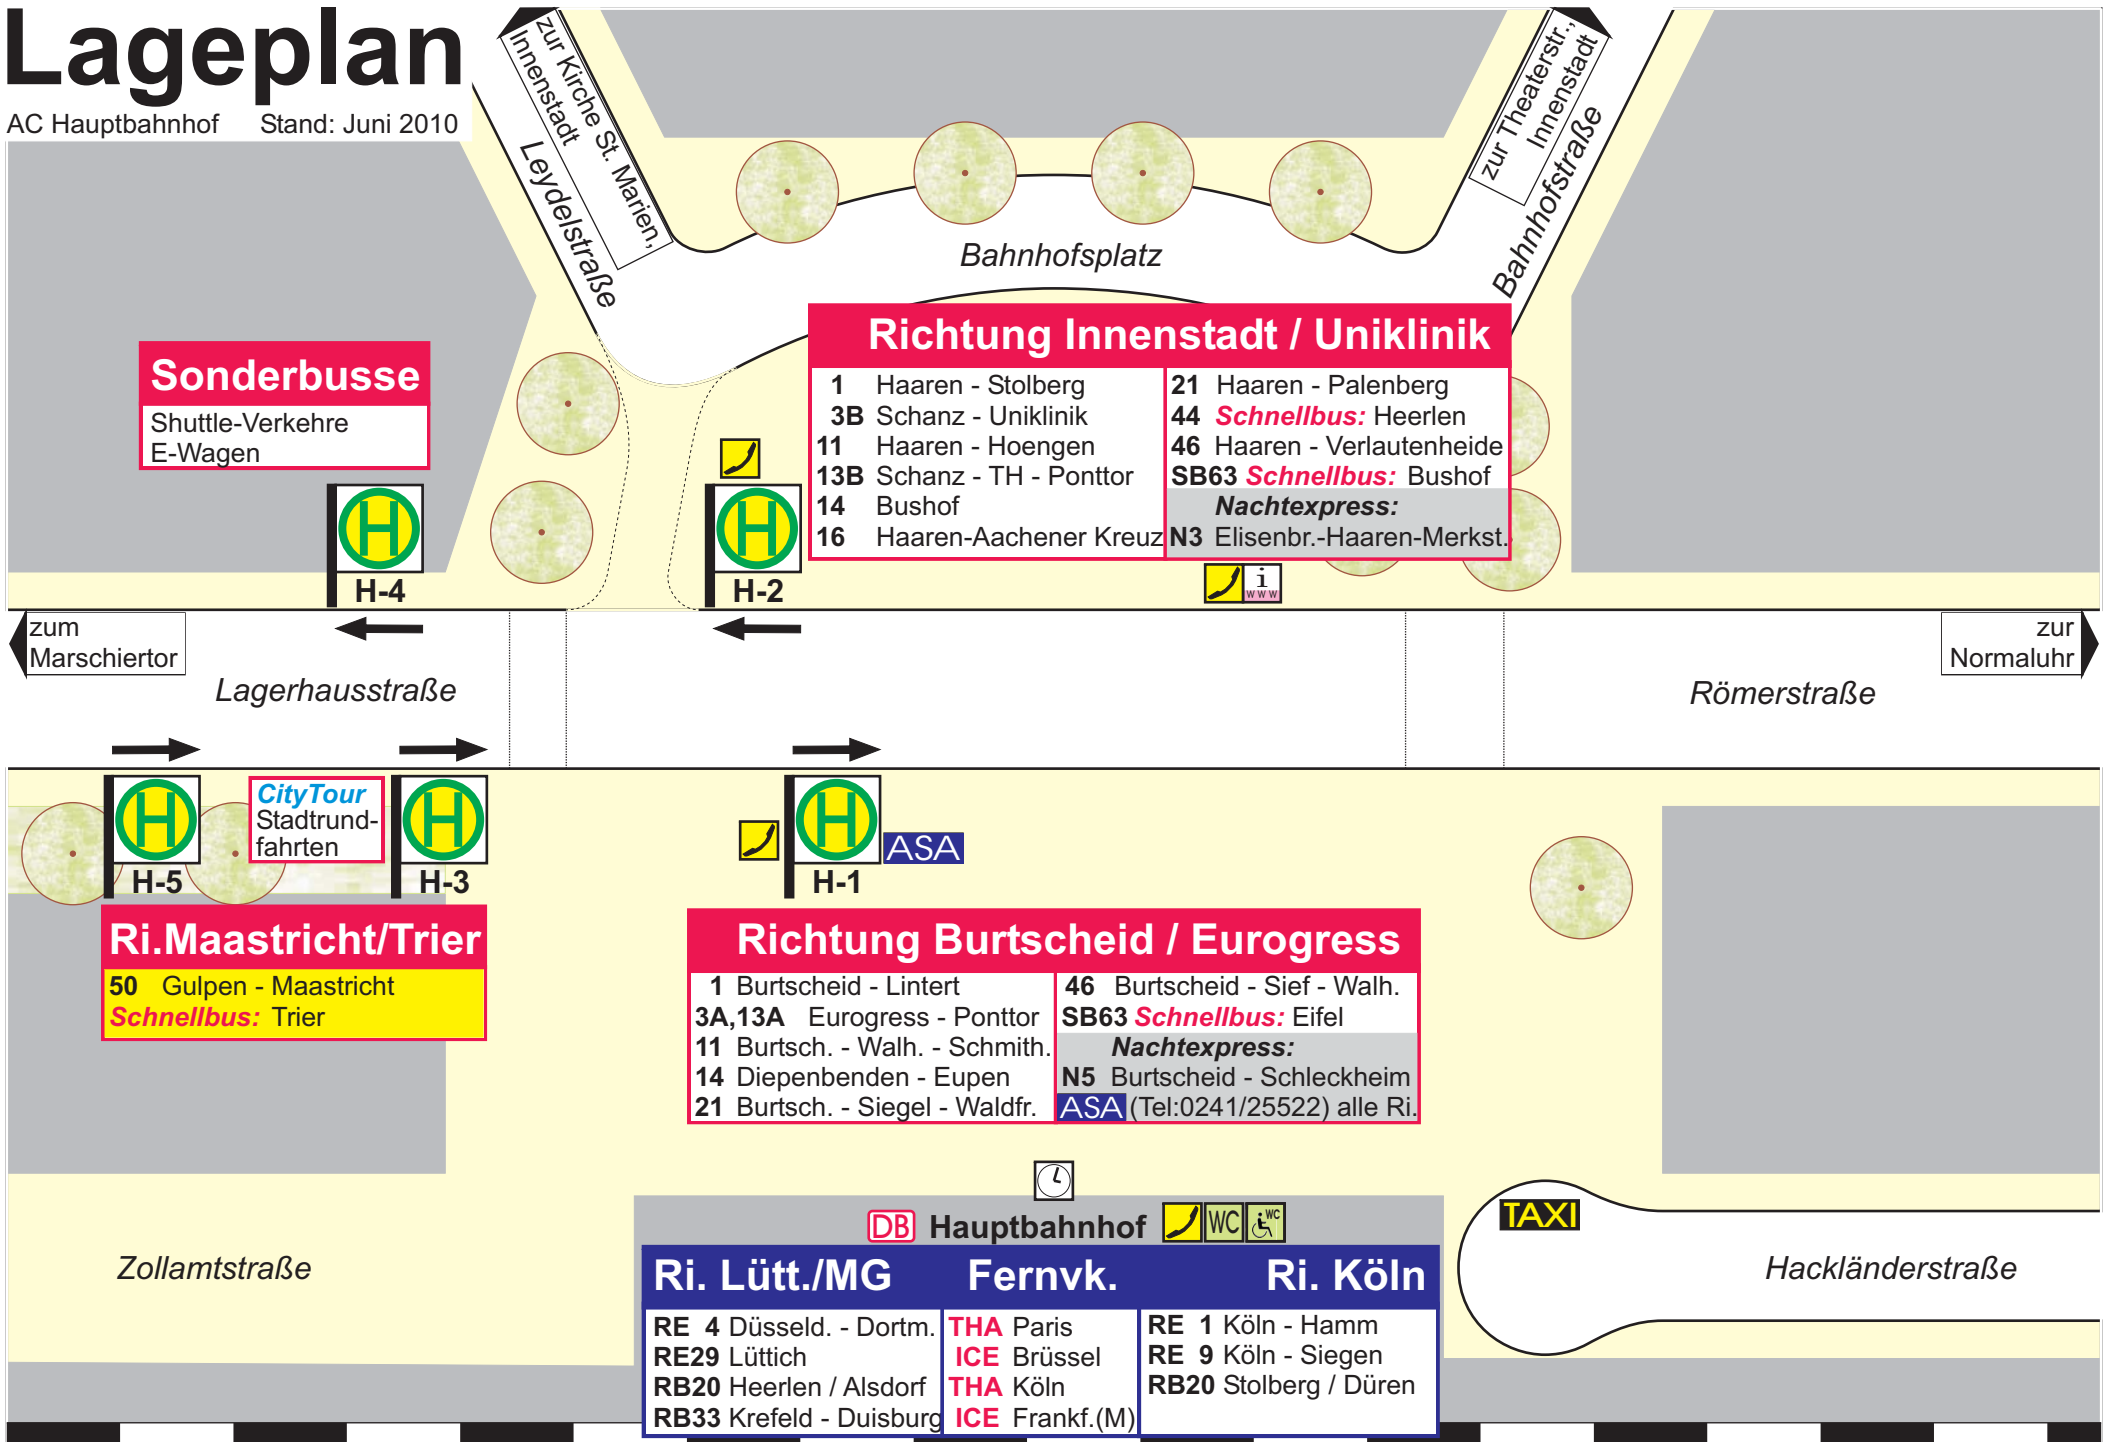 Lageplan
AC Hauptbahnhof Stand: Juni 2010
zur Kirche St. Marien,
Innenstadt
Leydelstraße
zur Theaterstr.,
Innenstadt
Bahnhofstraße
Bahnhofsplatz
Sonderbusse
Shuttle-Verkehre
E-Wagen
H
H-4
H
H-2
Richtung Innenstadt / Uniklinik
1 Haaren - Stolberg
3B Schanz - Uniklinik
11 Haaren - Hoengen
13B Schanz - TH - Ponttor
14 Bushof
16 Haaren-Aachener Kreuz
21 Haaren - Palenberg
44 Schnellbus: Heerlen
46 Haaren - Verlautenheide
SB63 Schnellbus: Bushof
Nachtexpress:
N3 Elisenbr.-Haaren-Merkst.
i
www
zum
Marschiertor
zur
Normaluhr
Lagerhausstraße
Römerstraße
H
H-5
CityTour
Stadtrund-
fahrten
H
H-3
H
H-1
ASA
Ri.Maastricht/Trier
50 Gulpen - Maastricht
Schnellbus: Trier
Richtung Burtscheid / Eurogress
1 Burtscheid - Lintert
3A,13A Eurogress - Ponttor
11 Burtsch. - Walh. - Schmith.
14 Diepenbenden - Eupen
21 Burtsch. - Siegel - Waldfr.
46 Burtscheid - Sief - Walh.
SB63 Schnellbus: Eifel
Nachtexpress:
N5 Burtscheid - Schleckheim
ASA (Tel:0241/25522) alle Ri.
DB Hauptbahnhof WC WC
TAXI
Zollamtstraße
Hackländerstraße
Ri. Lütt./MG Fernvk. Ri. Köln
RE 4 Düsseld. - Dortm.
RE29 Lüttich
RB20 Heerlen / Alsdorf
RB33 Krefeld - Duisburg
THA Paris
ICE Brüssel
THA Köln
ICE Frankf.(M)
RE 1 Köln - Hamm
RE 9 Köln - Siegen
RB20 Stolberg / Düren